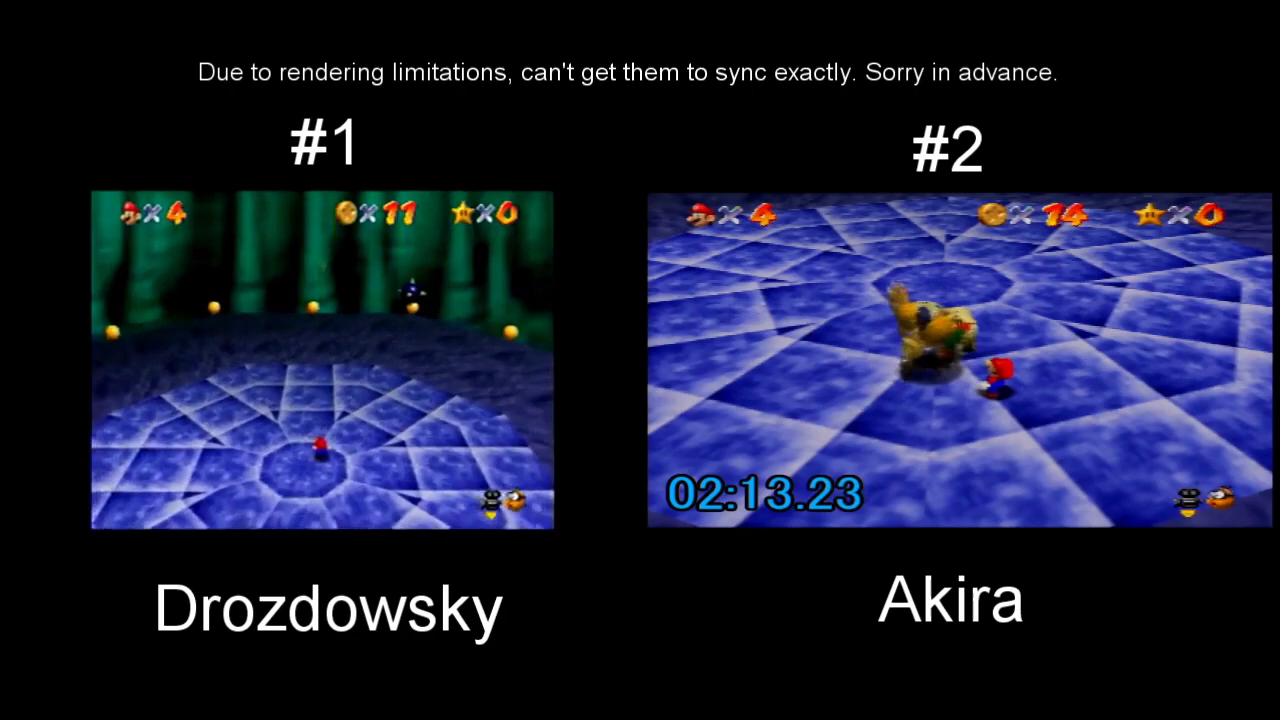 Due to rendering limitations, can't get them to sync exactly. Sorry in advance.
#1
#2
×4 ×11 ×0
×4 ×14 ×0
02:13.23
Drozdowsky
Akira